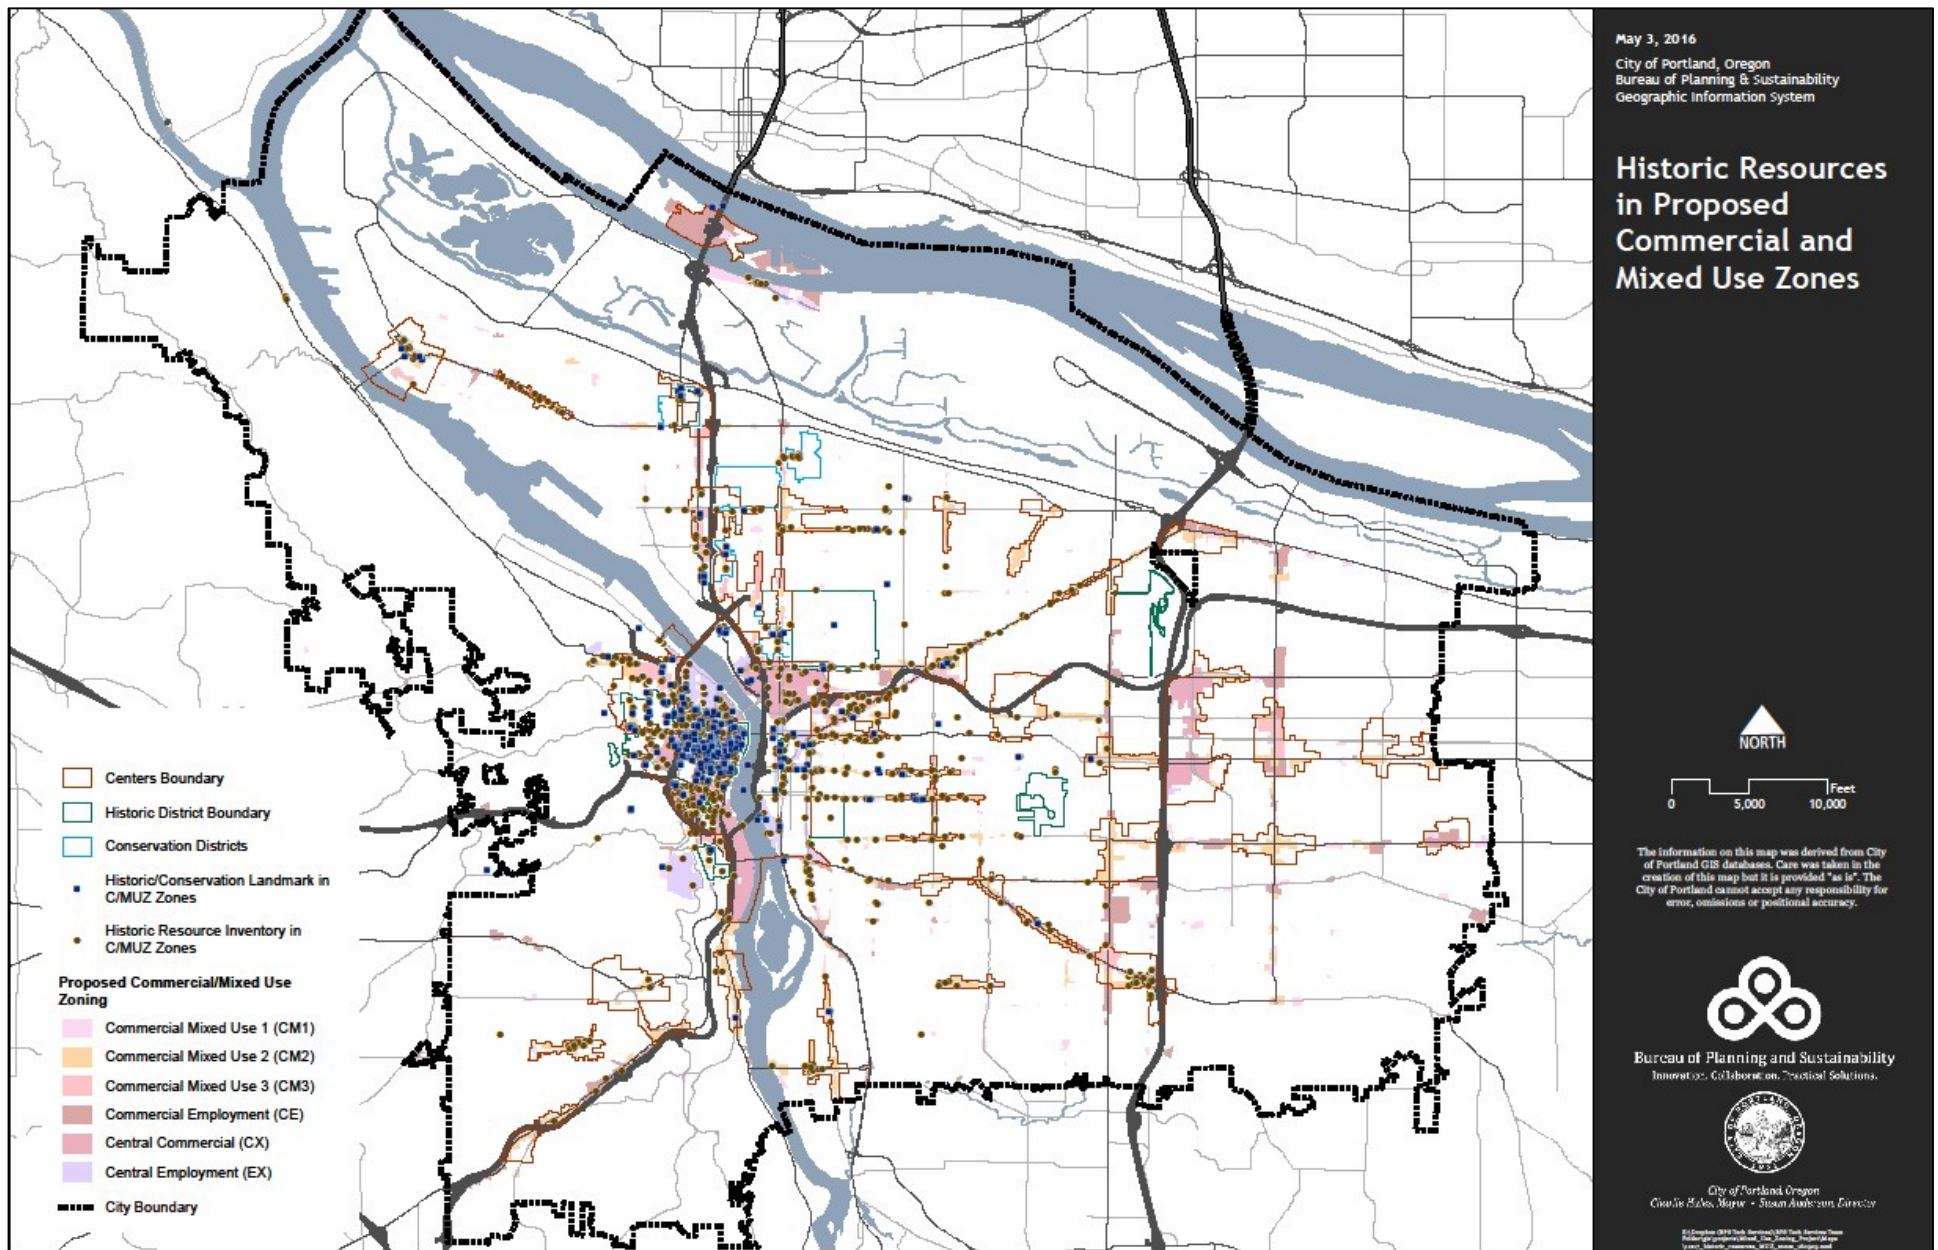 May 3, 2016
City of Portland, Oregon
Bureau of Planning & Sustainability
Geographic Information System
Historic Resources
in Proposed
Commercial and
Mixed Use Zones
NORTH
Feet
0 5,000 10,000
The information on this map was derived from City
of Portland GIS databases. Care was taken in the
creation of this map but it is provided "as is". The
City of Portland cannot accept any responsibility for
error, omissions or positional accuracy.
Bureau of Planning and Sustainability
Innovation. Collaboration. Practical Solutions.
City of Portland, Oregon
Charlie Hales, Mayor • Susan Anderson, Director
Centers Boundary
Historic District Boundary
Conservation Districts
Historic/Conservation Landmark in
C/MUZ Zones
Historic Resource Inventory in
C/MUZ Zones
Proposed Commercial/Mixed Use
Zoning
Commercial Mixed Use 1 (CM1)
Commercial Mixed Use 2 (CM2)
Commercial Mixed Use 3 (CM3)
Commercial Employment (CE)
Central Commercial (CX)
Central Employment (EX)
City Boundary